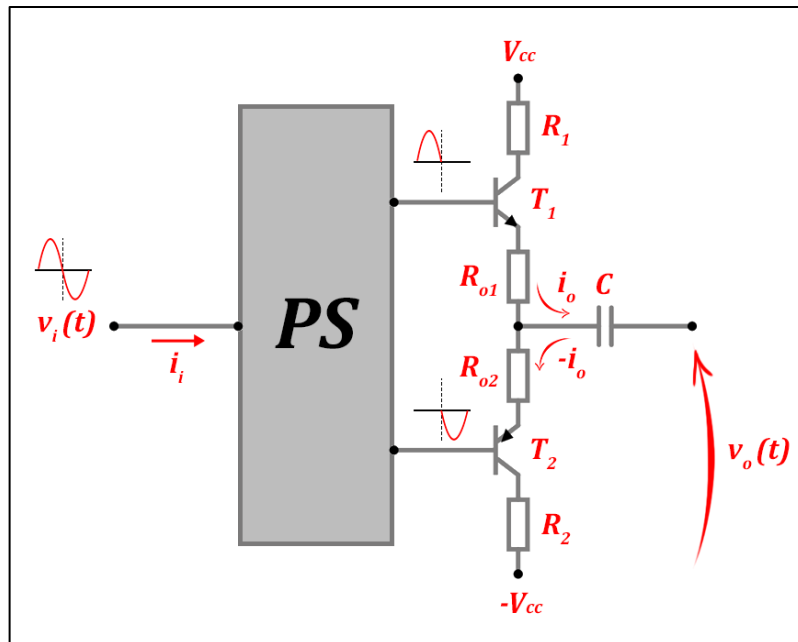 Vcc
R1
T1
Ro1
io
C
vi(t)
ii
PS
-io
Ro2
T2
vo(t)
R2
-Vcc